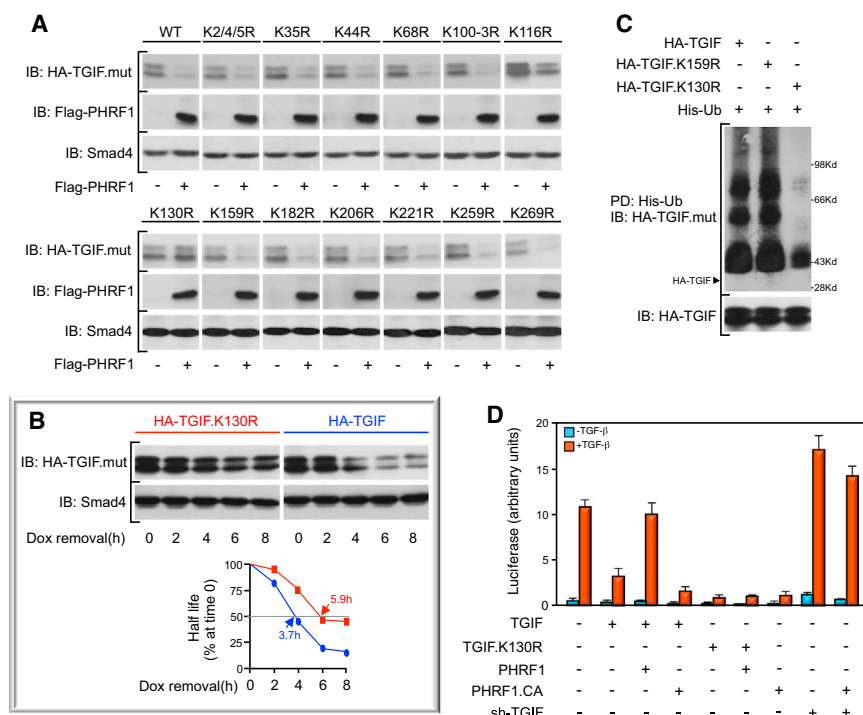 A
WT K2/4/5R K35R K44R K68R K100-3R K116R
IB: HA-TGIF.mut
IB: Flag-PHRF1
IB: Smad4
Flag-PHRF1 - + - + - + - + - + - + - +
K130R K159R K182R K206R K221R K259R K269R
IB: HA-TGIF.mut
IB: Flag-PHRF1
IB: Smad4
Flag-PHRF1 - + - + - + - + - + - + - +
C
HA-TGIF + - -
HA-TGIF.K159R - + -
HA-TGIF.K130R - - +
His-Ub + + +
-98Kd
-66Kd
PD: His-Ub
IB: HA-TGIF.mut
-43Kd
HA-TGIF
-28Kd
IB: HA-TGIF
B
HA-TGIF.K130R HA-TGIF
IB: HA-TGIF.mut
IB: Smad4
Dox removal(h) 0 2 4 6 8 0 2 4 6 8
Half life
(% at time 0)
100
75
50
25
0
5.9h
3.7h
Dox removal(h) 0 2 4 6 8
D
Luciferase (arbitrary units)
20
15
10
5
0
-TGF-β
+TGF-β
TGIF - + + + - - - - -
TGIF.K130R - - - - + + - - -
PHRF1 - - + - - + - - -
PHRF1.CA - - - + - - + - +
sh-TGIF - - - - - - - + +